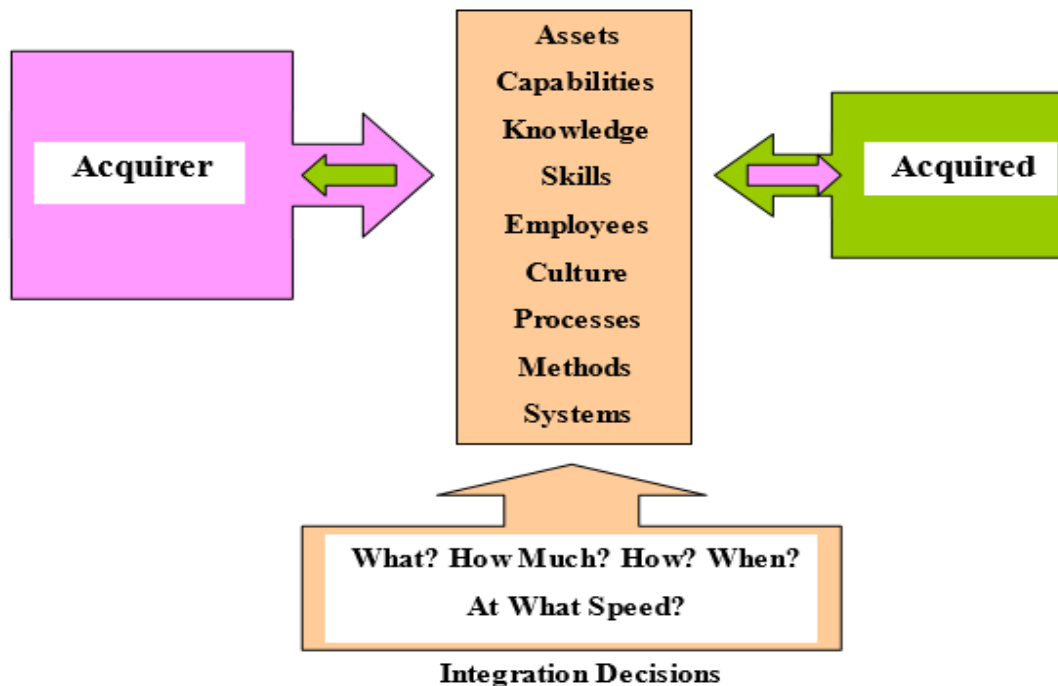 Acquirer
Assets
Capabilities
Knowledge
Skills
Employees
Culture
Processes
Methods
Systems
Acquired
What? How Much? How? When?
At What Speed?
Integration Decisions